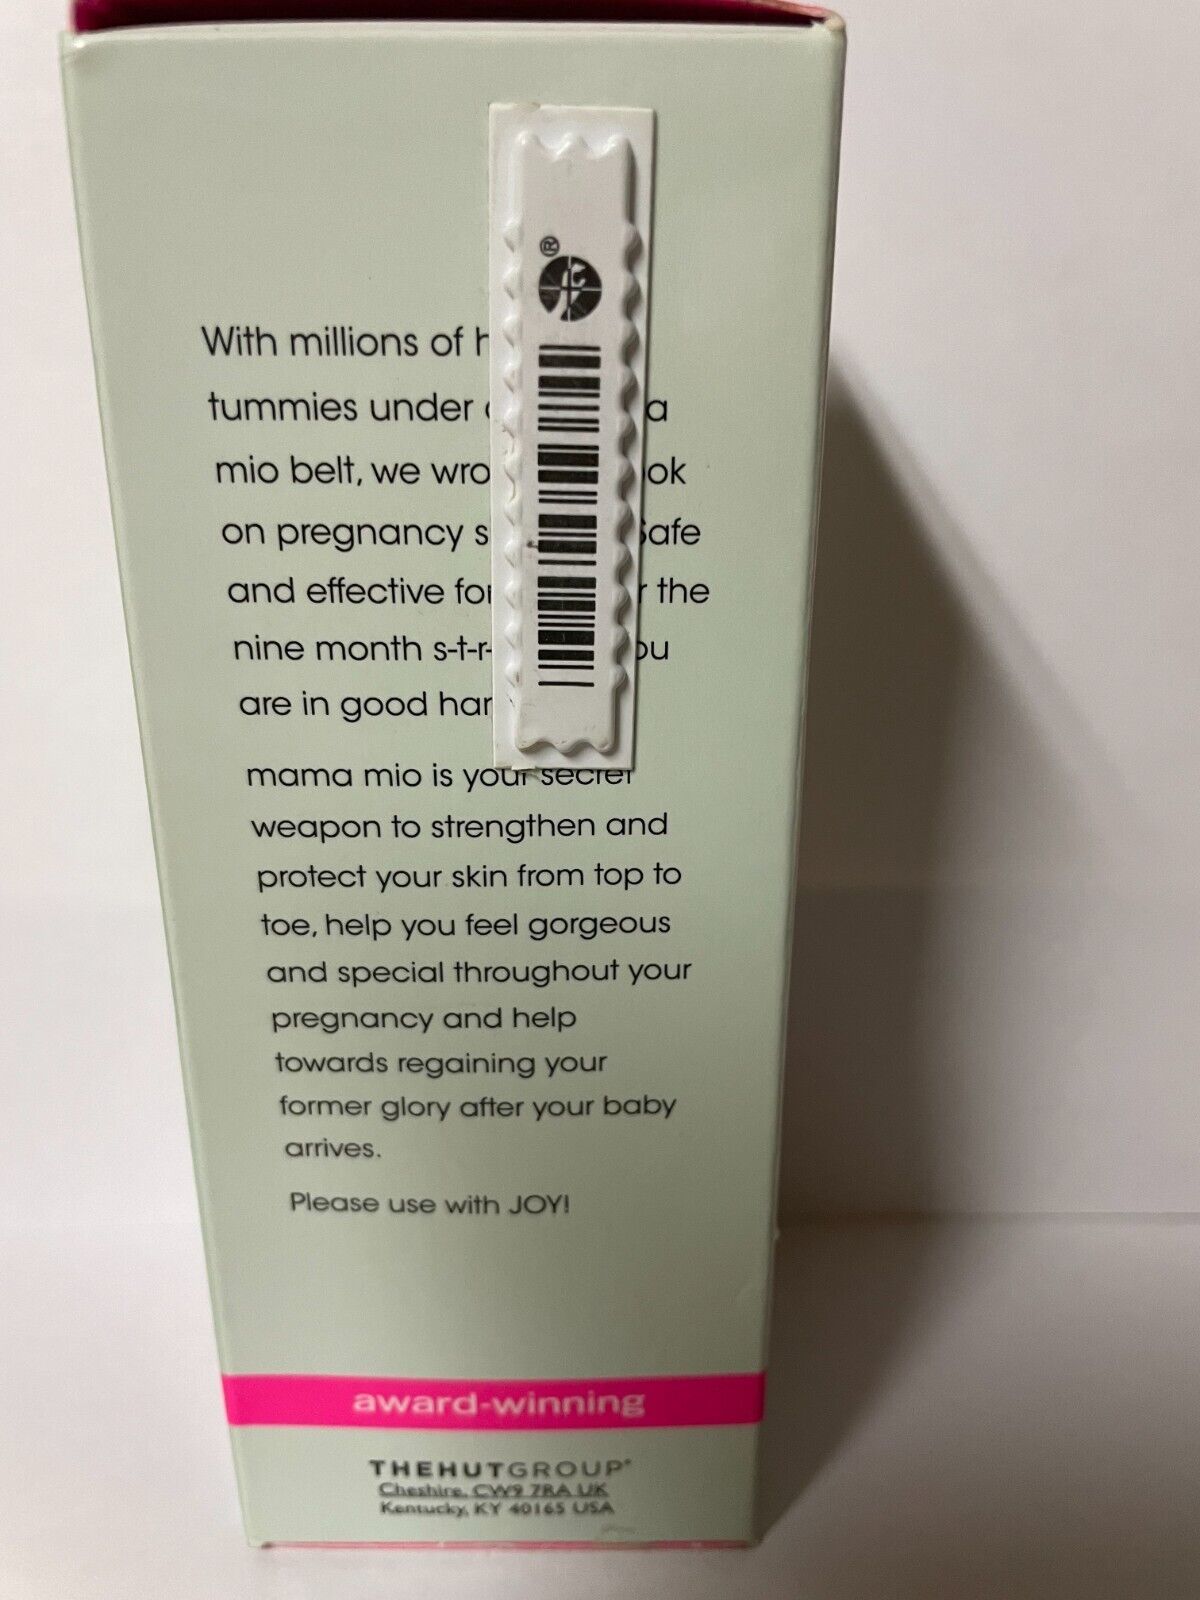 With millions of
tummies under a
mio belt, we
on pregnancy Safe
and effective the
nine month
are in good
mama mio is your secret
weapon to strengthen and
protect your skin from top to
toe, help you feel gorgeous
and special throughout your
pregnancy and help
towards regaining your
former glory after your baby
arrives.
Please use with JOY!
award-winning
THEHUTGROUP®
Cheshire, CW9 7RA UK
Kentucky, KY 40165 USA
®